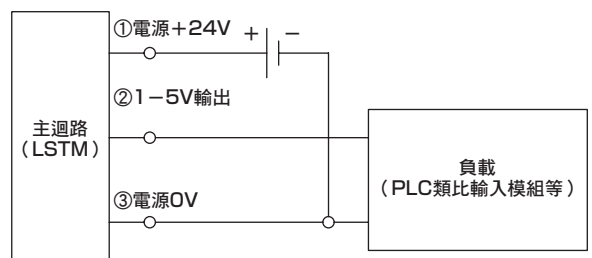 ①電源+24V
+ −
②1−5V輸出
主迴路
(LSTM)
負載
(PLC類比輸入模組等)
③電源0V